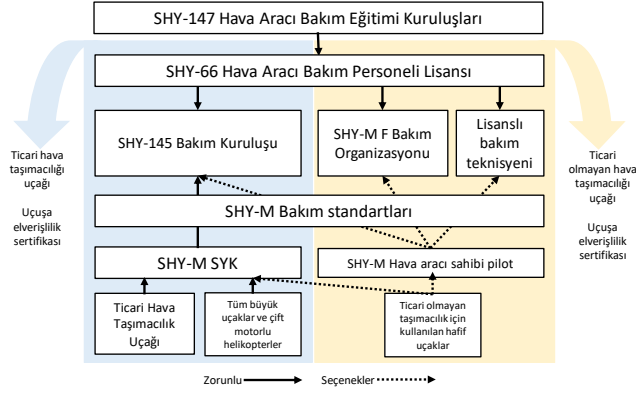 SHY-147 Hava Aracı Bakım Eğitimi Kuruluşları
SHY-66 Hava Aracı Bakım Personeli Lisansı
SHY-145 Bakım Kuruluşu
SHY-M F Bakım
Organizasyonu
Lisanslı
bakım
teknisyeni
Ticari hava
taşımacılığı
uçağı
Uçuşa
elverişlilik
sertifikası
Ticari
olmayan hava
taşımacılığı
uçağı
Uçuşa
elverişlilik
sertifikası
SHY-M Bakım standartları
SHY-M SYK
SHY-M Hava aracı sahibi pilot
Ticari Hava
Taşımacılık
Uçağı
Tüm büyük
uçaklar ve çift
motorlu
helikopterler
Ticari olmayan
taşımacılık için
kullanılan hafif
uçaklar
Zorunlu
Seçenekler